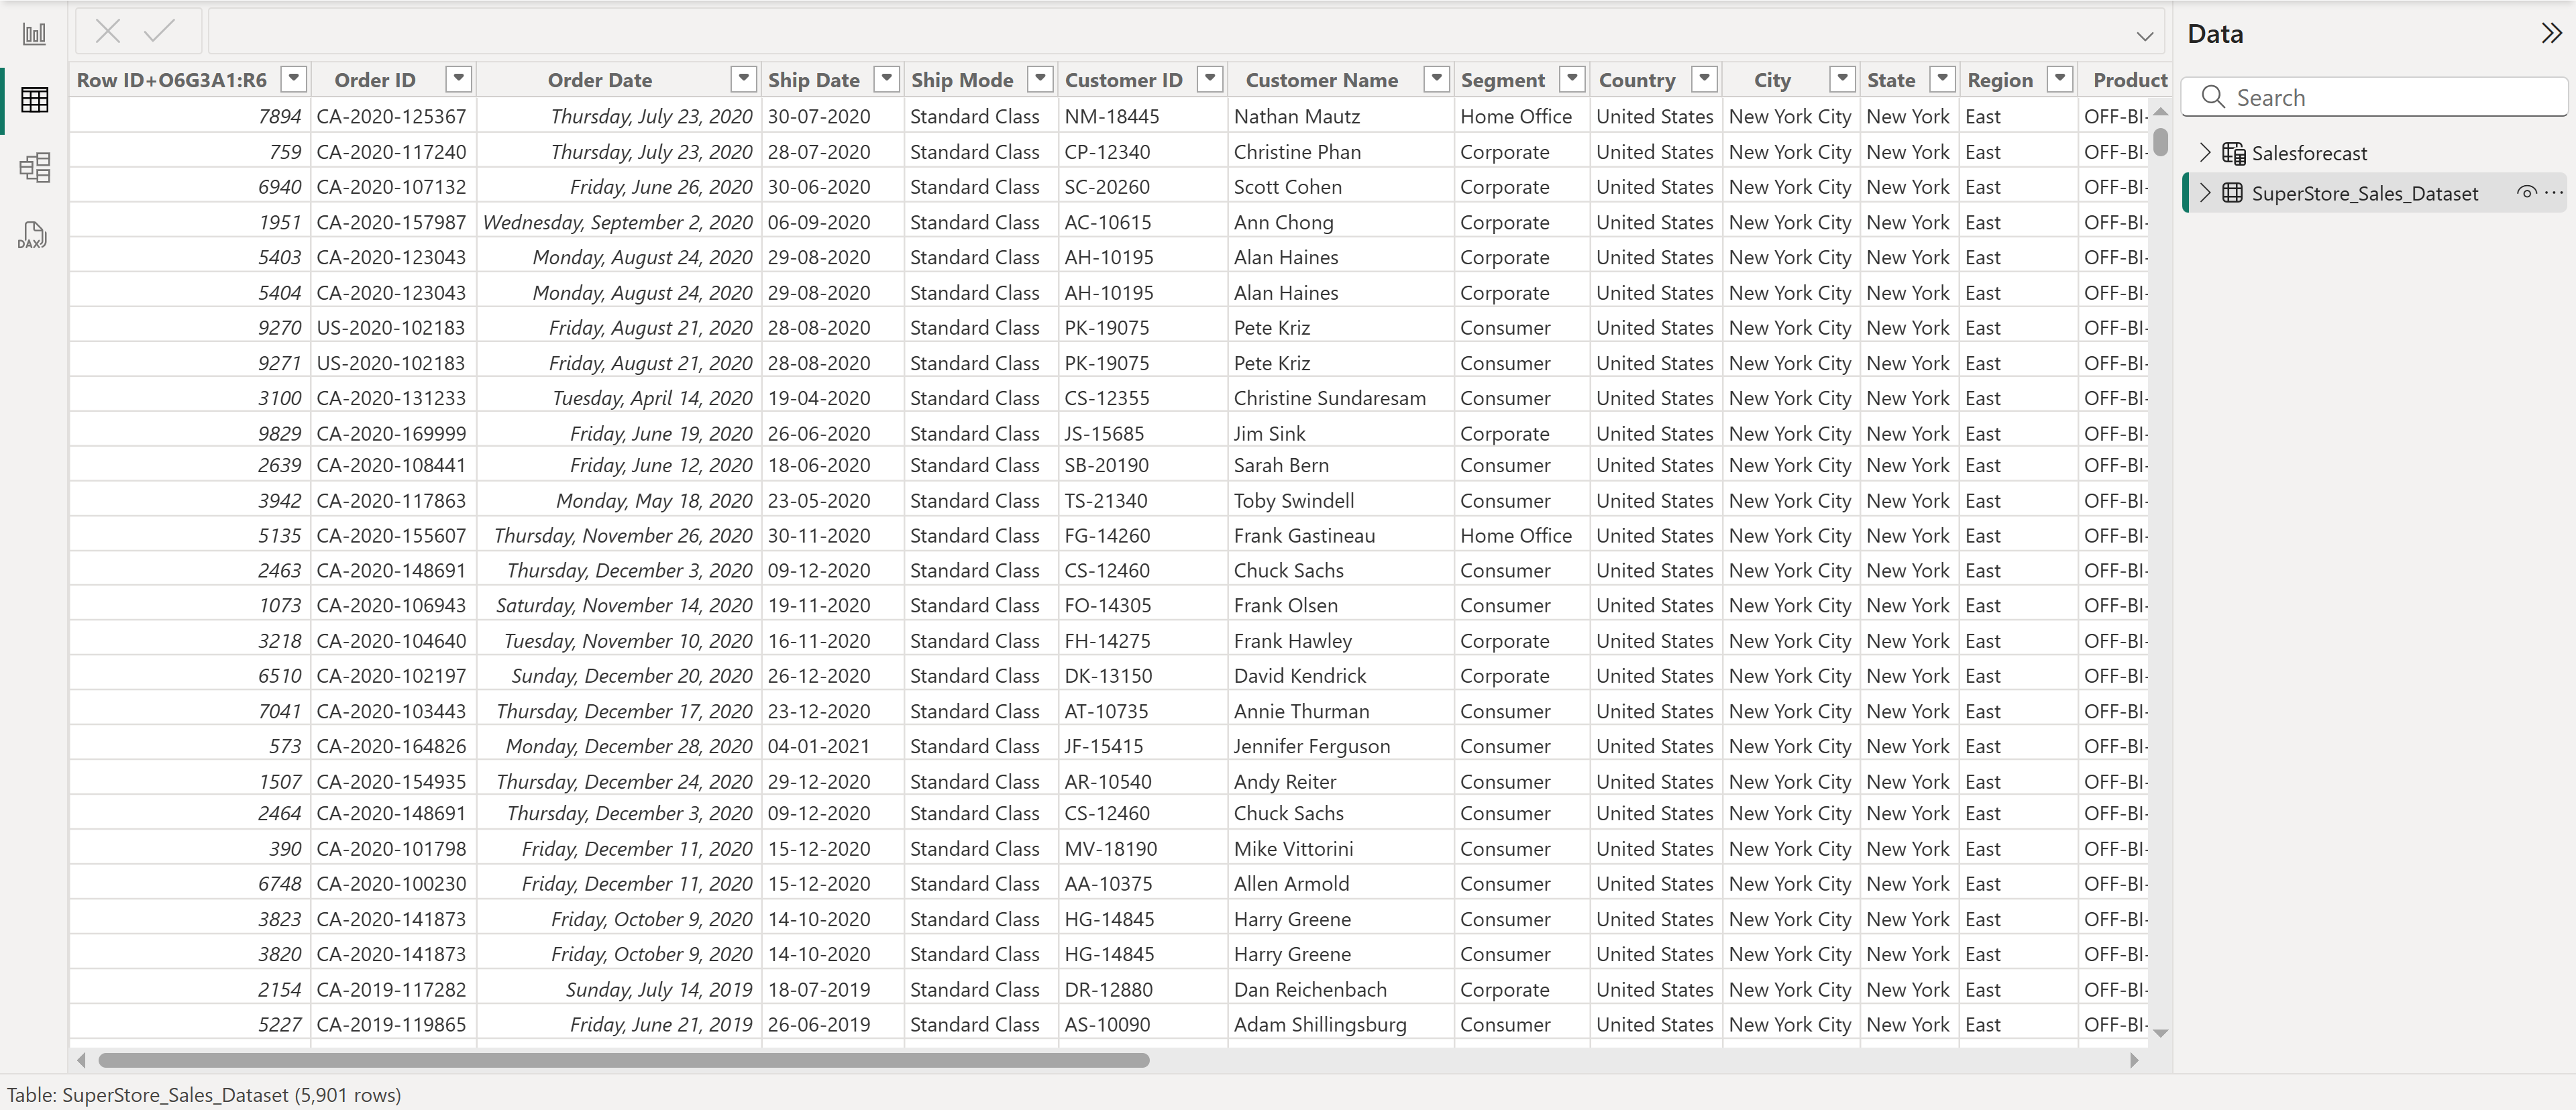 Data
Row ID+O6G3A1:R6 Order ID Order Date Ship Date Ship Mode Customer ID Customer Name Segment Country City State Region Product
Search
7894 CA-2020-125367 Thursday, July 23, 2020 30-07-2020 Standard Class NM-18445 Nathan Mautz Home Office United States New York City New York East OFF-BI-
759 CA-2020-117240 Thursday, July 23, 2020 28-07-2020 Standard Class CP-12340 Christine Phan Corporate United States New York City New York East OFF-BI-
Salesforecast
6940 CA-2020-107132 Friday, June 26, 2020 30-06-2020 Standard Class SC-20260 Scott Cohen Corporate United States New York City New York East OFF-BI-
SuperStore_Sales_Dataset
1951 CA-2020-157987 Wednesday, September 2, 2020 06-09-2020 Standard Class AC-10615 Ann Chong Corporate United States New York City New York East OFF-BI-
DAX
5403 CA-2020-123043 Monday, August 24, 2020 29-08-2020 Standard Class AH-10195 Alan Haines Corporate United States New York City New York East OFF-BI-
5404 CA-2020-123043 Monday, August 24, 2020 29-08-2020 Standard Class AH-10195 Alan Haines Corporate United States New York City New York East OFF-BI-
9270 US-2020-102183 Friday, August 21, 2020 28-08-2020 Standard Class PK-19075 Pete Kriz Consumer United States New York City New York East OFF-BI-
9271 US-2020-102183 Friday, August 21, 2020 28-08-2020 Standard Class PK-19075 Pete Kriz Consumer United States New York City New York East OFF-BI-
3100 CA-2020-131233 Tuesday, April 14, 2020 19-04-2020 Standard Class CS-12355 Christine Sundaresam Consumer United States New York City New York East OFF-BI-
9829 CA-2020-169999 Friday, June 19, 2020 26-06-2020 Standard Class JS-15685 Jim Sink Corporate United States New York City New York East OFF-BI-
2639 CA-2020-108441 Friday, June 12, 2020 18-06-2020 Standard Class SB-20190 Sarah Bern Consumer United States New York City New York East OFF-BI-
3942 CA-2020-117863 Monday, May 18, 2020 23-05-2020 Standard Class TS-21340 Toby Swindell Consumer United States New York City New York East OFF-BI-
5135 CA-2020-155607 Thursday, November 26, 2020 30-11-2020 Standard Class FG-14260 Frank Gastineau Home Office United States New York City New York East OFF-BI-
2463 CA-2020-148691 Thursday, December 3, 2020 09-12-2020 Standard Class CS-12460 Chuck Sachs Consumer United States New York City New York East OFF-BI-
1073 CA-2020-106943 Saturday, November 14, 2020 19-11-2020 Standard Class FO-14305 Frank Olsen Consumer United States New York City New York East OFF-BI-
3218 CA-2020-104640 Tuesday, November 10, 2020 16-11-2020 Standard Class FH-14275 Frank Hawley Corporate United States New York City New York East OFF-BI-
6510 CA-2020-102197 Sunday, December 20, 2020 26-12-2020 Standard Class DK-13150 David Kendrick Corporate United States New York City New York East OFF-BI-
7041 CA-2020-103443 Thursday, December 17, 2020 23-12-2020 Standard Class AT-10735 Annie Thurman Consumer United States New York City New York East OFF-BI-
573 CA-2020-164826 Monday, December 28, 2020 04-01-2021 Standard Class JF-15415 Jennifer Ferguson Consumer United States New York City New York East OFF-BI-
1507 CA-2020-154935 Thursday, December 24, 2020 29-12-2020 Standard Class AR-10540 Andy Reiter Consumer United States New York City New York East OFF-BI-
2464 CA-2020-148691 Thursday, December 3, 2020 09-12-2020 Standard Class CS-12460 Chuck Sachs Consumer United States New York City New York East OFF-BI-
390 CA-2020-101798 Friday, December 11, 2020 15-12-2020 Standard Class MV-18190 Mike Vittorini Consumer United States New York City New York East OFF-BI-
6748 CA-2020-100230 Friday, December 11, 2020 15-12-2020 Standard Class AA-10375 Allen Armold Consumer United States New York City New York East OFF-BI-
3823 CA-2020-141873 Friday, October 9, 2020 14-10-2020 Standard Class HG-14845 Harry Greene Consumer United States New York City New York East OFF-BI-
3820 CA-2020-141873 Friday, October 9, 2020 14-10-2020 Standard Class HG-14845 Harry Greene Consumer United States New York City New York East OFF-BI-
2154 CA-2019-117282 Sunday, July 14, 2019 18-07-2019 Standard Class DR-12880 Dan Reichenbach Corporate United States New York City New York East OFF-BI-
5227 CA-2019-119865 Friday, June 21, 2019 26-06-2019 Standard Class AS-10090 Adam Shillingsburg Consumer United States New York City New York East OFF-BI-
Table: SuperStore_Sales_Dataset (5,901 rows)